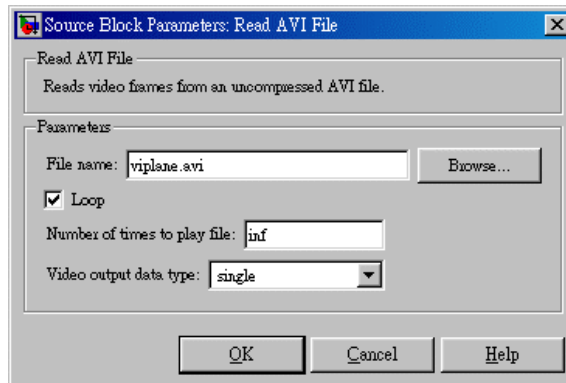 Source Block Parameters: Read AVI File
Read AVI File
Reads video frames from an uncompressed AVI file.
Parameters
File name: viplane.avi Browse...
Loop
Number of times to play file: inf
Video output data type: single
OK Cancel Help